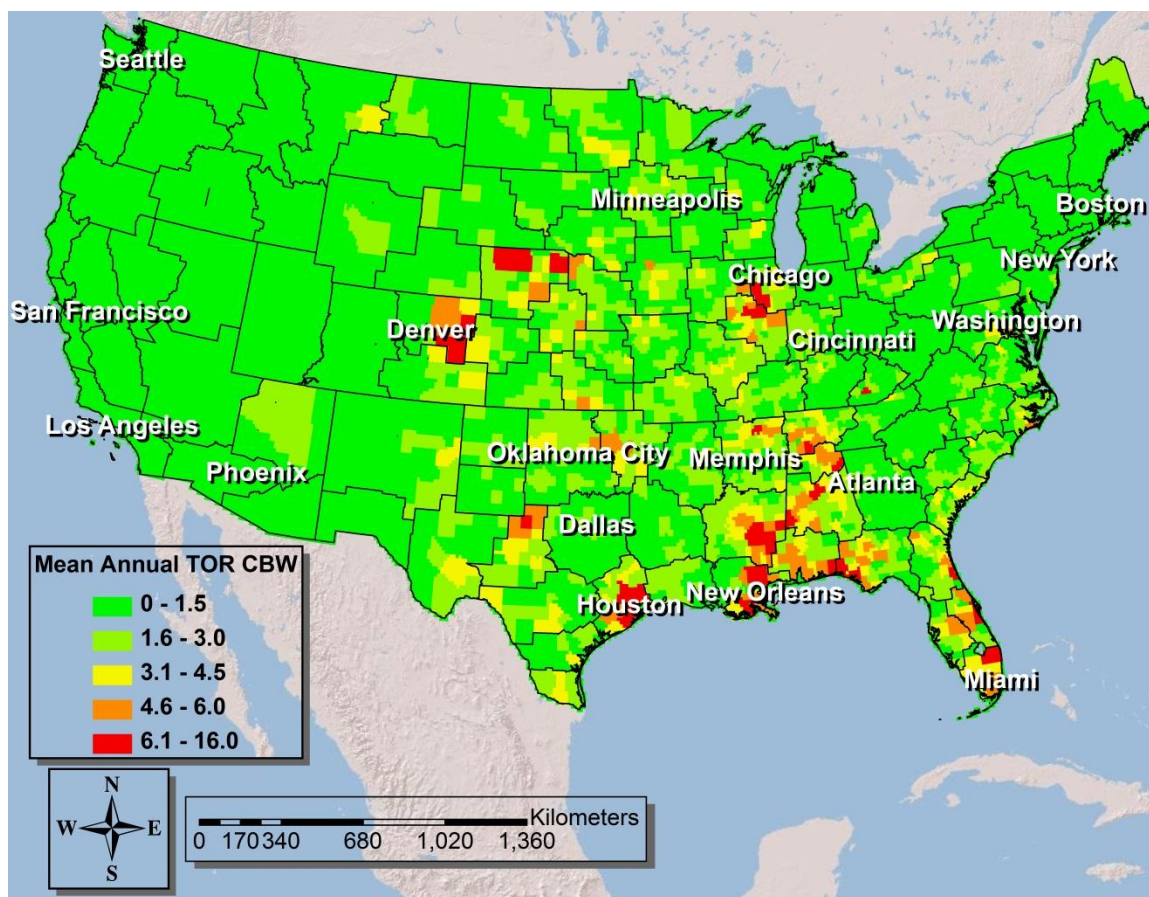 Seattle
Minneapolis
Boston
Chicago
New York
San Francisco
Denver
Washington
Cincinnati
Los Angeles
Oklahoma City
Memphis
Phoenix
Atlanta
Dallas
Houston
New Orleans
Miami
Mean Annual TOR CBW
0 - 1.5
1.6 - 3.0
3.1 - 4.5
4.6 - 6.0
6.1 - 16.0
N
W E
S
Kilometers
0 170 340 680 1,020 1,360